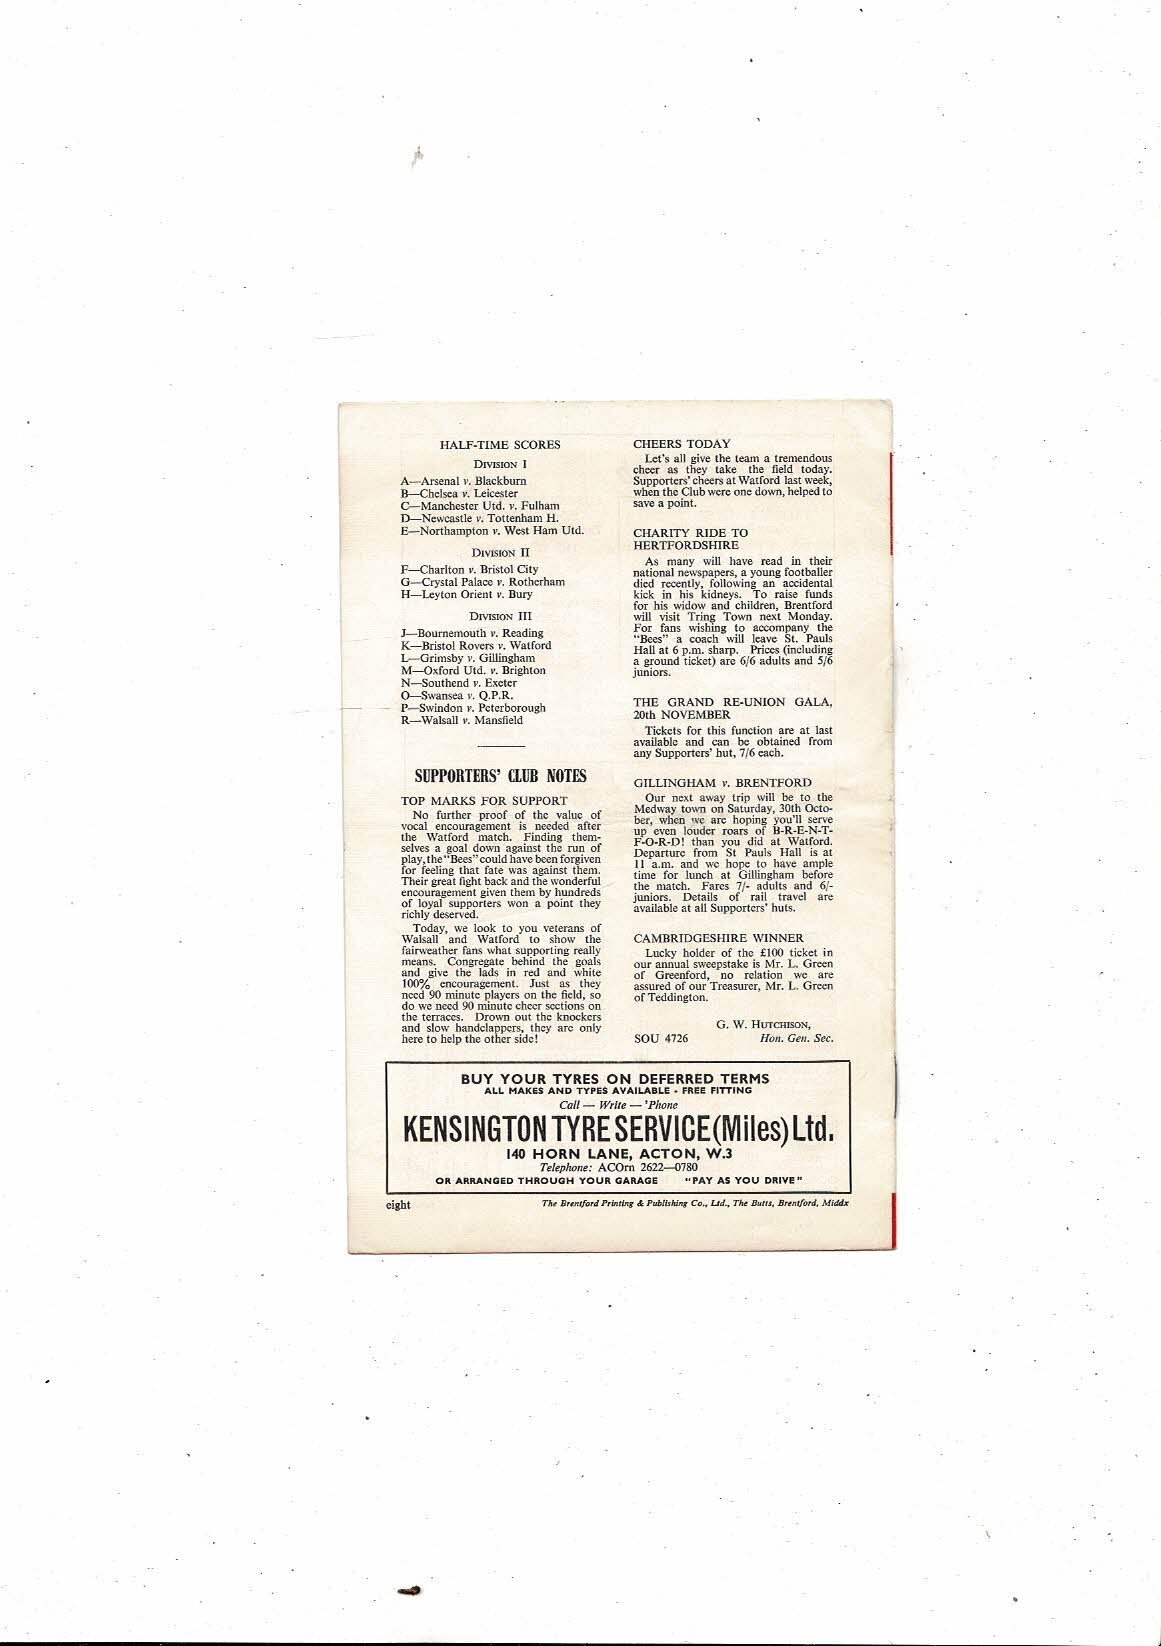 HALF-TIME SCORES
DIVISION I
A—Arsenal v. Blackburn
B—Chelsea v. Leicester
C—Manchester Utd. v. Fulham
D—Newcastle v. Tottenham H.
E—Northampton v. West Ham Utd.
DIVISION II
F—Charlton v. Bristol City
G—Crystal Palace v. Rotherham
H—Leyton Orient v. Bury
DIVISION III
J—Bournemouth v. Reading
K—Bristol Rovers v. Watford
L—Grimsby v. Gillingham
M—Oxford Utd. v. Brighton
N—Southend v. Exeter
O—Swansea v. Q.P.R.
P—Swindon v. Peterborough
R—Walsall v. Mansfield
SUPPORTERS' CLUB NOTES
TOP MARKS FOR SUPPORT
No further proof of the value of
vocal encouragement is needed after
the Watford match. Finding them-
selves a goal down against the run of
play, the "Bees" could have been forgiven
for feeling that fate was against them.
Their great fight back and the wonderful
encouragement given them by hundreds
of loyal supporters won a point they
richly deserved.
Today, we look to you veterans of
Walsall and Watford to show the
fairweather fans what supporting really
means. Congregate behind the goals
and give the lads in red and white
100% encouragement. Just as they
need 90 minute players on the field, so
do we need 90 minute cheer sections on
the terraces. Drown out the knockers
and slow handclappers, they are only
here to help the other side!
CHEERS TODAY
Let's all give the team a tremendous
cheer as they take the field today.
Supporters' cheers at Watford last week,
when the Club were one down, helped to
save a point.
CHARITY RIDE TO
HERTFORDSHIRE
As many will have read in their
national newspapers, a young footballer
died recently, following an accidental
kick in his kidneys. To raise funds
for his widow and children, Brentford
will visit Tring Town next Monday.
For fans wishing to accompany the
"Bees" a coach will leave St. Pauls
Hall at 6 p.m. sharp. Prices (including
a ground ticket) are 6/6 adults and 5/6
juniors.
THE GRAND RE-UNION GALA,
20th NOVEMBER
Tickets for this function are at last
available and can be obtained from
any Supporters' hut, 7/6 each.
GILLINGHAM v. BRENTFORD
Our next away trip will be to the
Medway town on Saturday, 30th Octo-
ber, when we are hoping you'll serve
up even louder roars of B-R-E-N-T-
F-O-R-D! than you did at Watford.
Departure from St Pauls Hall is at
11 a.m. and we hope to have ample
time for lunch at Gillingham before
the match. Fares 7/- adults and 6/-
juniors. Details of rail travel are
available at all Supporters' huts.
CAMBRIDGESHIRE WINNER
Lucky holder of the £100 ticket in
our annual sweepstake is Mr. L. Green
of Greenford, no relation we are
assured of our Treasurer, Mr. L. Green
of Teddington.
G. W. HUTCHISON,
SOU 4726 Hon. Gen. Sec.
BUY YOUR TYRES ON DEFERRED TERMS
ALL MAKES AND TYPES AVAILABLE - FREE FITTING
Call — Write — 'Phone
KENSINGTON TYRE SERVICE (Miles) Ltd.
140 HORN LANE, ACTON, W.3
Telephone: ACOrn 2622—0780
OR ARRANGED THROUGH YOUR GARAGE "PAY AS YOU DRIVE"
eight The Brentford Printing & Publishing Co., Ltd., The Butts, Brentford, Middx